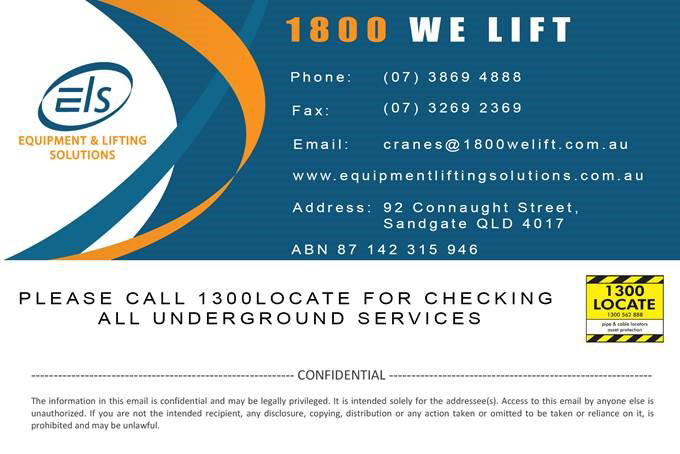 1800 WE LIFT
ELS
EQUIPMENT & LIFTING
SOLUTIONS
Phone: (07) 3869 4888
Fax: (07) 3269 2369
Email: cranes@1800welift.com.au
www.equipmentliftingsolutions.com.au
Address: 92 Connaught Street,
Sandgate QLD 4017
ABN 87 142 315 946
PLEASE CALL 1300LOCATE FOR CHECKING
ALL UNDERGROUND SERVICES
1300
LOCATE
1300 562 888
pipe & cable locators
asset protection
---------------------------------------------------------- CONFIDENTIAL ----------------------------------------------------------
The information in this email is confidential and may be legally privileged. It is intended solely for the addressee(s). Access to this email by anyone else is
unauthorized. If you are not the intended recipient, any disclosure, copying, distribution or any action taken or omitted to be taken or reliance on it, is
prohibited and may be unlawful.